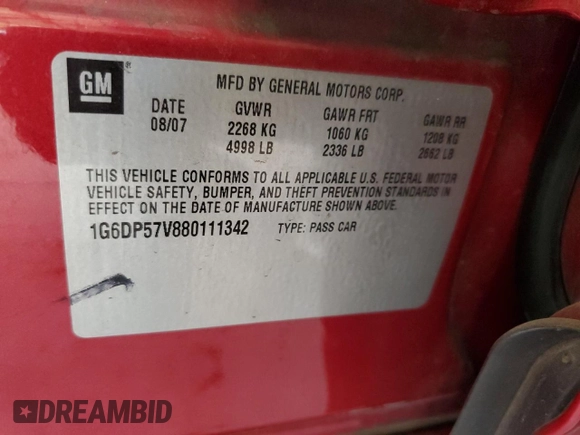 GM
MFD BY GENERAL MOTORS CORP.
DATE GVWR GAWR FRT GAWR RR
08/07 2268 KG 1060 KG 1208 KG
4998 LB 2336 LB 2662 LB
THIS VEHICLE CONFORMS TO ALL APPLICABLE U.S. FEDERAL MOTOR
VEHICLE SAFETY, BUMPER, AND THEFT PREVENTION STANDARDS IN
EFFECT ON THE DATE OF MANUFACTURE SHOWN ABOVE.
1G6DP57V880111342 TYPE: PASS CAR
DREAMBID